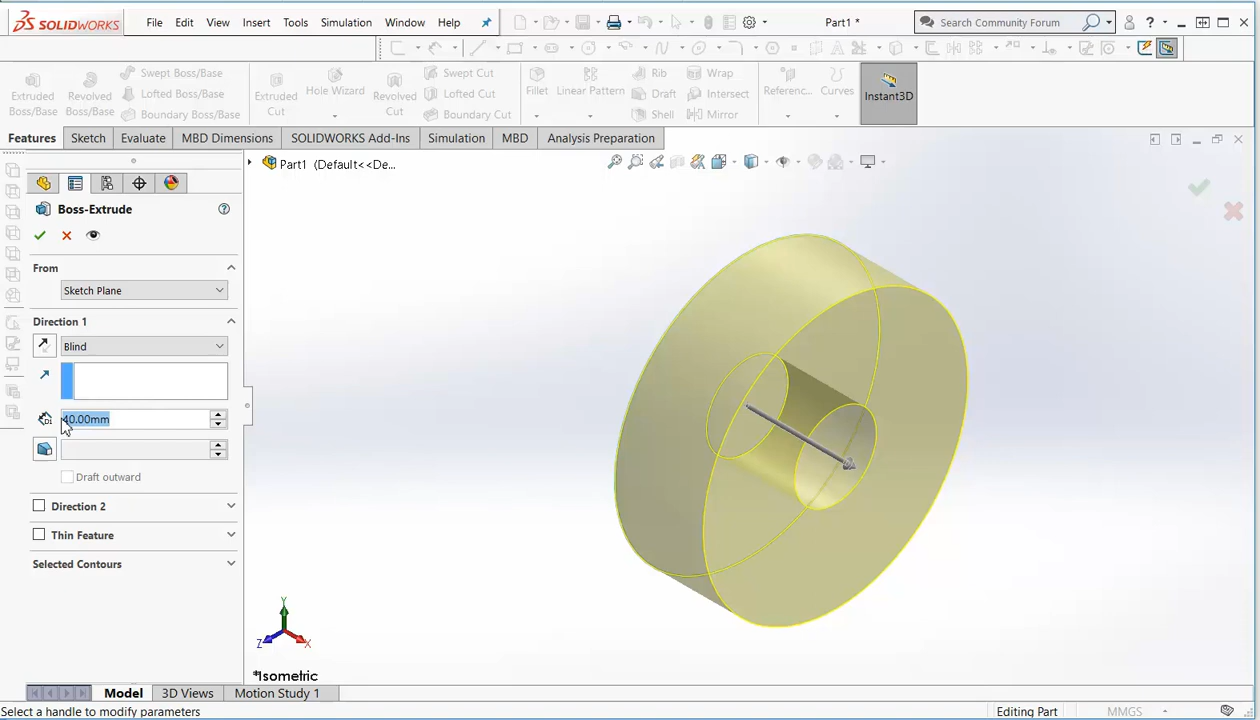 SOLIDWORKS File Edit View Insert Tools Simulation Window Help Part1 * Search Community Forum ?
Extruded Boss/Base
Revolved Boss/Base
Swept Boss/Base
Lofted Boss/Base
Boundary Boss/Base
Extruded Cut
Hole Wizard
Revolved Cut
Swept Cut
Lofted Cut
Boundary Cut
Fillet
Linear Pattern
Rib
Draft
Shell
Wrap
Intersect
Mirror
Referenc...
Curves
Instant3D
Features Sketch Evaluate MBD Dimensions SOLIDWORKS Add-Ins Simulation MBD Analysis Preparation
Part1 (Default<<De...
Boss-Extrude ?
From
Sketch Plane
Direction 1
Blind
D1 40.00mm
Draft outward
Direction 2
Thin Feature
Selected Contours
Y
Z X
*Isometric
Model 3D Views Motion Study 1
Select a handle to modify parameters Editing Part MMGS